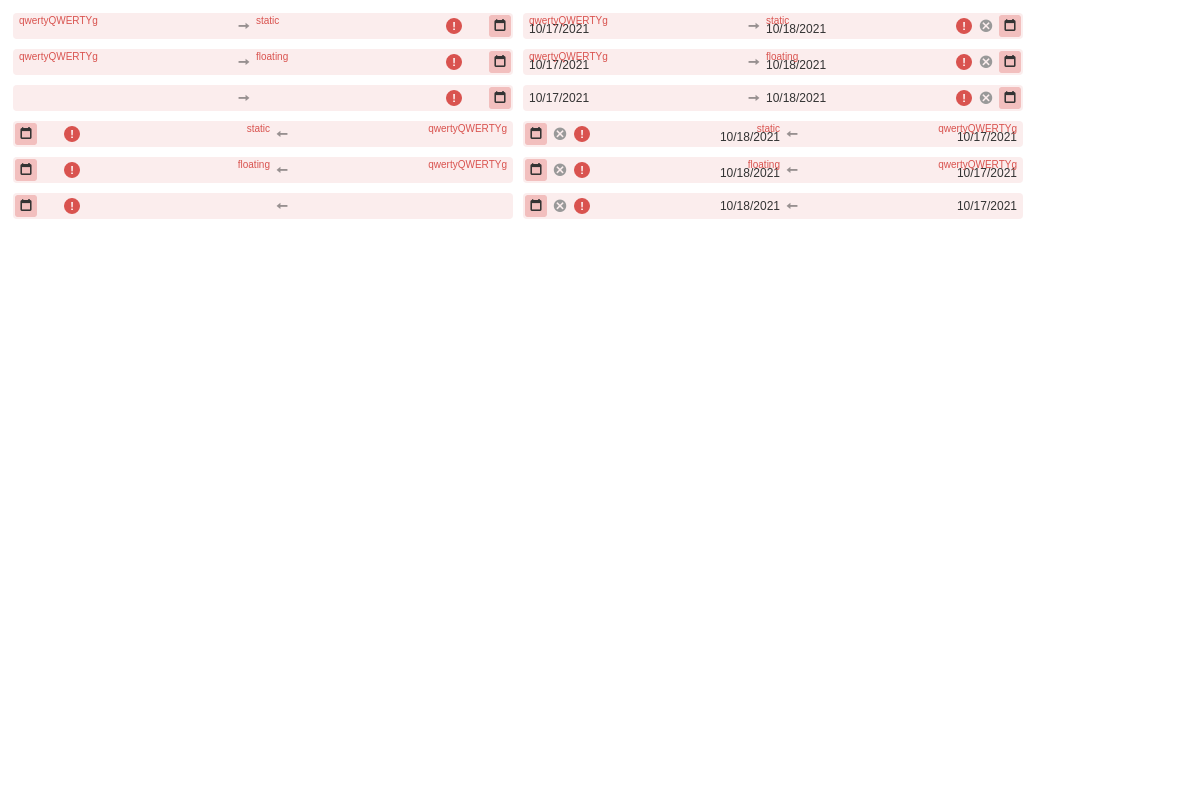 qwertyQWERTYg static qwertyQWERTYg static
10/17/2021 10/18/2021
qwertyQWERTYg floating qwertyQWERTYg floating
10/17/2021 10/18/2021
10/17/2021 10/18/2021
static qwertyQWERTYg static qwertyQWERTYg
10/18/2021 10/17/2021
floating qwertyQWERTYg floating qwertyQWERTYg
10/18/2021 10/17/2021
10/18/2021 10/17/2021